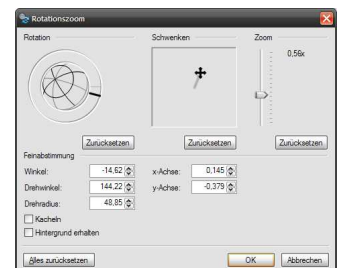 Rotationszoom
Rotation
Schwenken
Zoom
0,56x
Zurücksetzen
Zurücksetzen
Zurücksetzen
Feinabstimmung
Winkel: -14,62 x-Achse: 0,145
Drehwinkel: 144,22 y-Achse: -0,379
Drehradius: 48,85
Kacheln
Hintergrund erhalten
Alles zurücksetzen
OK
Abbrechen